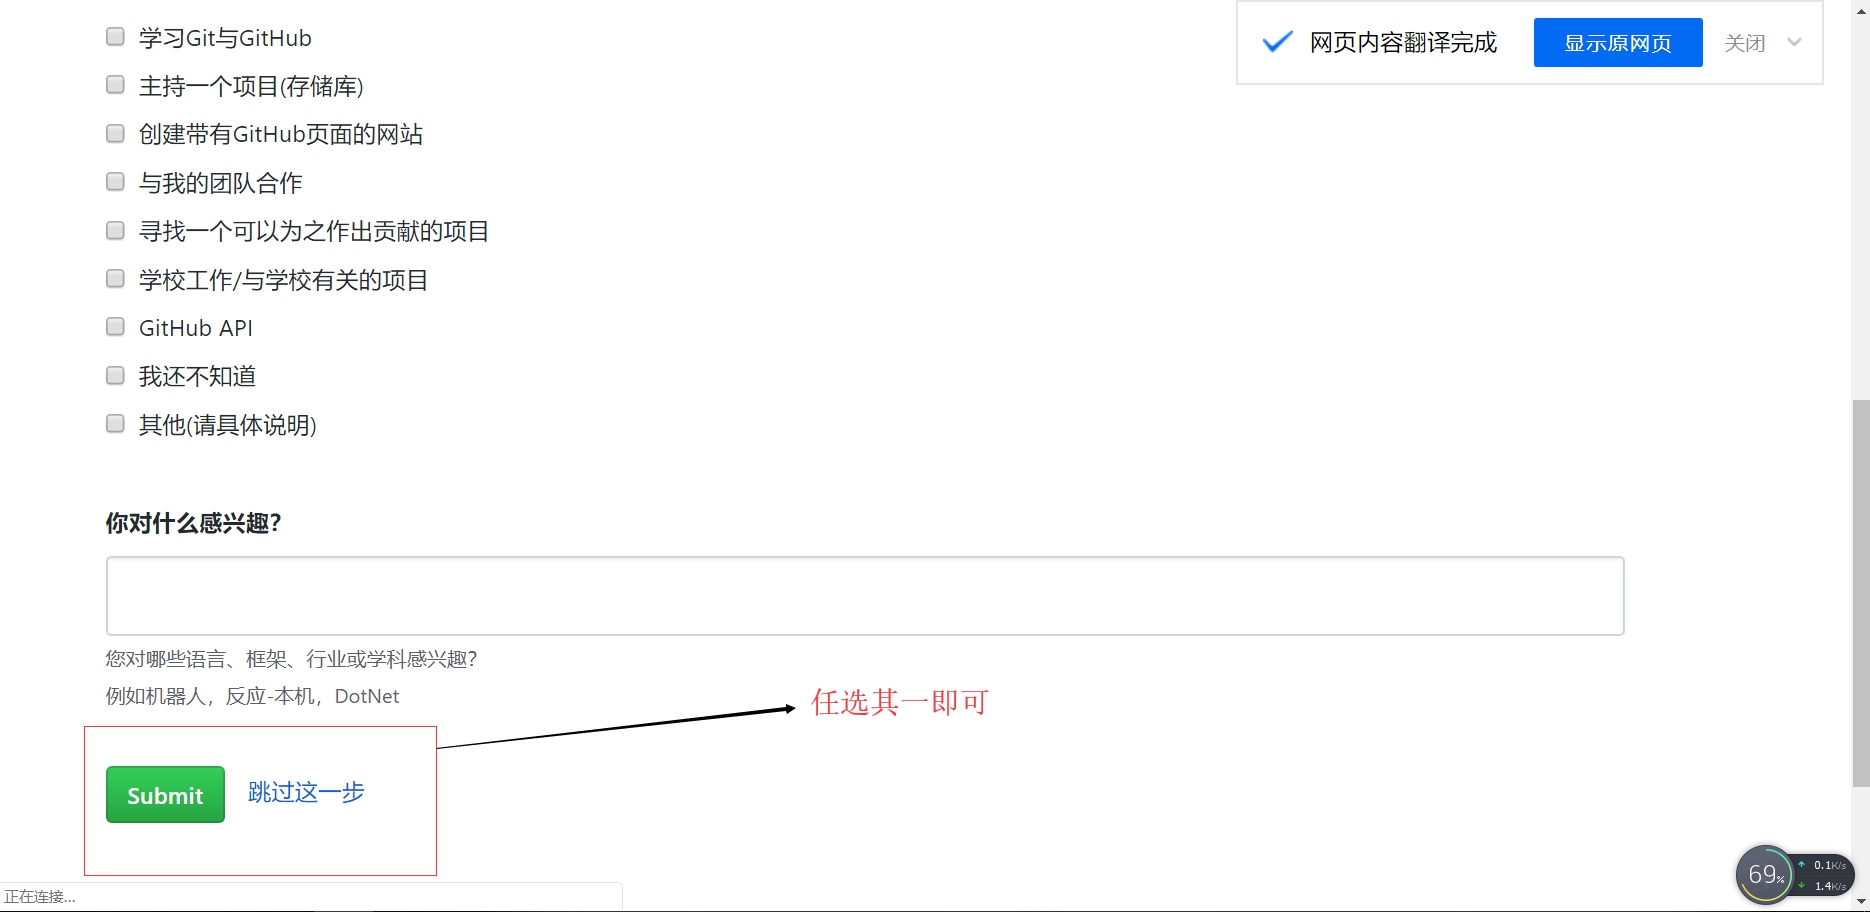 学习Git与GitHub
网页内容翻译完成 显示原网页 关闭
主持一个项目(存储库)
创建带有GitHub页面的网站
与我的团队合作
寻找一个可以为之作出贡献的项目
学校工作/与学校有关的项目
GitHub API
我还不知道
其他(请具体说明)
你对什么感兴趣?
您对哪些语言、框架、行业或学科感兴趣?
例如机器人，反应-本机，DotNet
任选其一即可
Submit 跳过这一步
69% 0.1K/s
1.4K/s
正在连接...